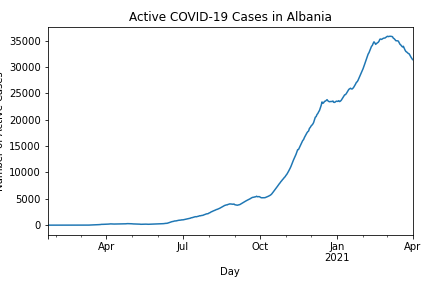 Active COVID-19 Cases in Albania
35000
30000
25000
20000
15000
10000
5000
0
Number of Active Cases
Apr Jul Oct Jan Apr
2021
Day